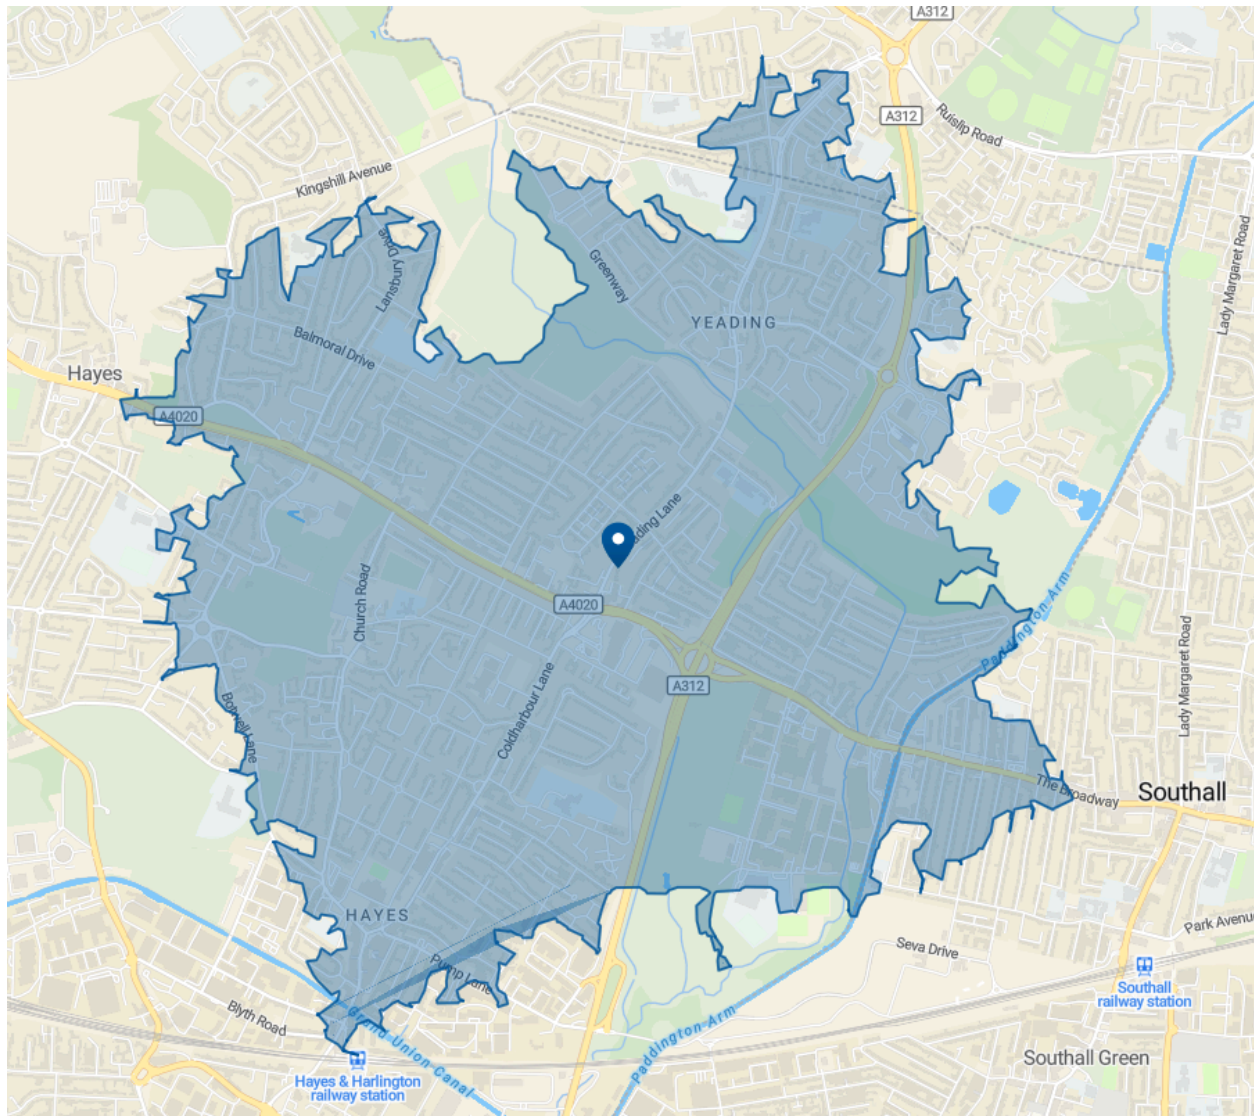 A312
A312
Ruislip Road
Kingshill Avenue
Lansbury Drive
Greenway
Lady Margaret Road
YEADING
Balmoral Drive
Hayes
A4020
Lane
Church Road
A4020
Paddington Arm
Lady Margaret Road
A312
Botwell Lane
Coldharbour Lane
The Broadway
Southall
HAYES
Park Avenue
Seva Drive
Pump Lane
Southall
railway station
Blyth Road
Grand Union Canal
Paddington Arm
Southall Green
Hayes & Harlington
railway station